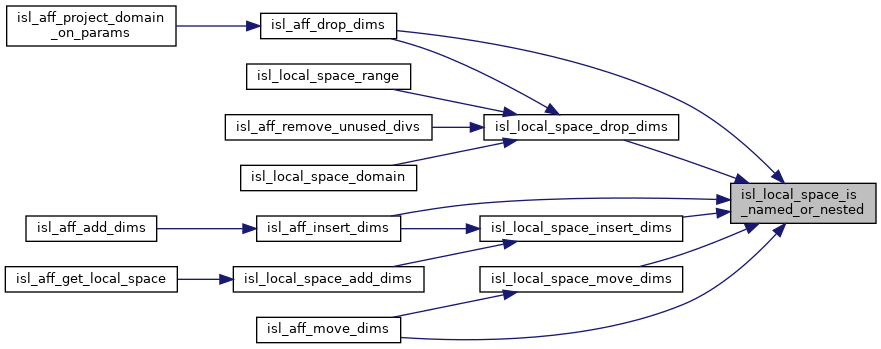 isl_aff_project_domain
_on_params
isl_aff_drop_dims
isl_local_space_range
isl_aff_remove_unused_divs
isl_local_space_drop_dims
isl_local_space_domain
isl_local_space_is
_named_or_nested
isl_aff_add_dims
isl_aff_insert_dims
isl_local_space_insert_dims
isl_aff_get_local_space
isl_local_space_add_dims
isl_local_space_move_dims
isl_aff_move_dims